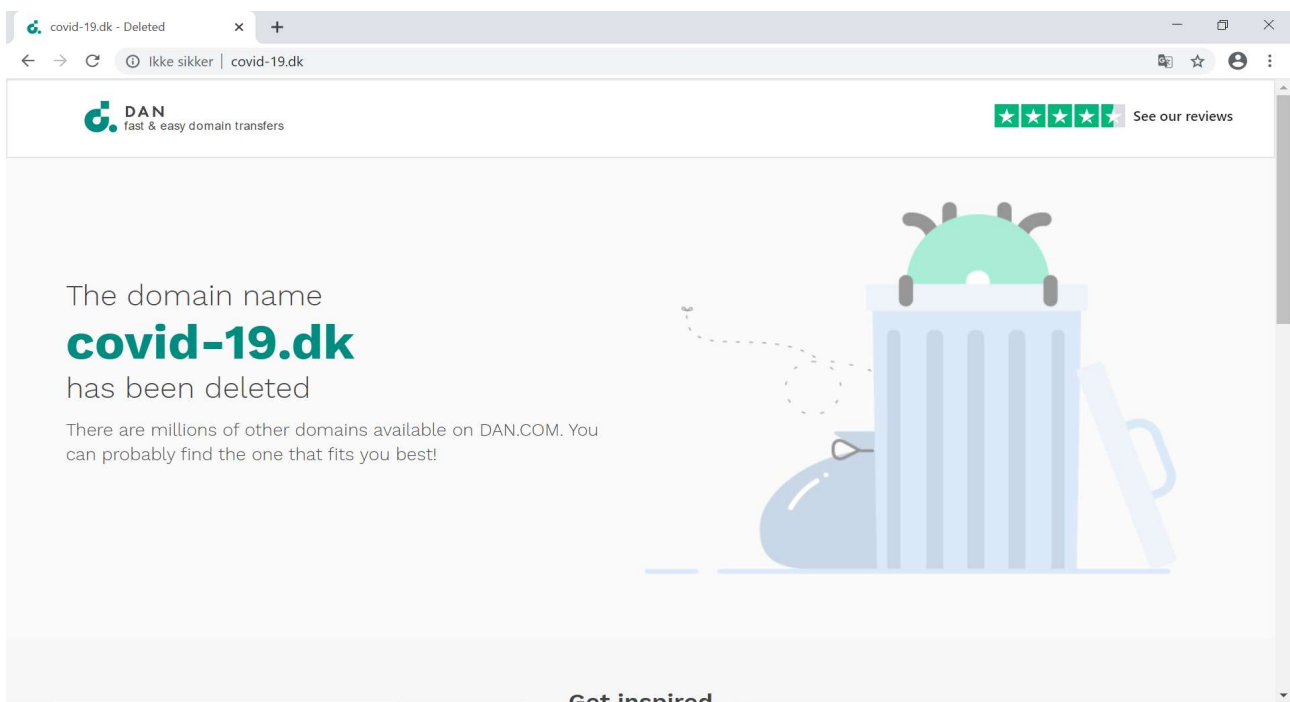 covid-19.dk - Deleted
Ikke sikker | covid-19.dk
DAN
fast & easy domain transfers
See our reviews
The domain name
covid-19.dk
has been deleted
There are millions of other domains available on DAN.COM. You
can probably find the one that fits you best!
Get inspired